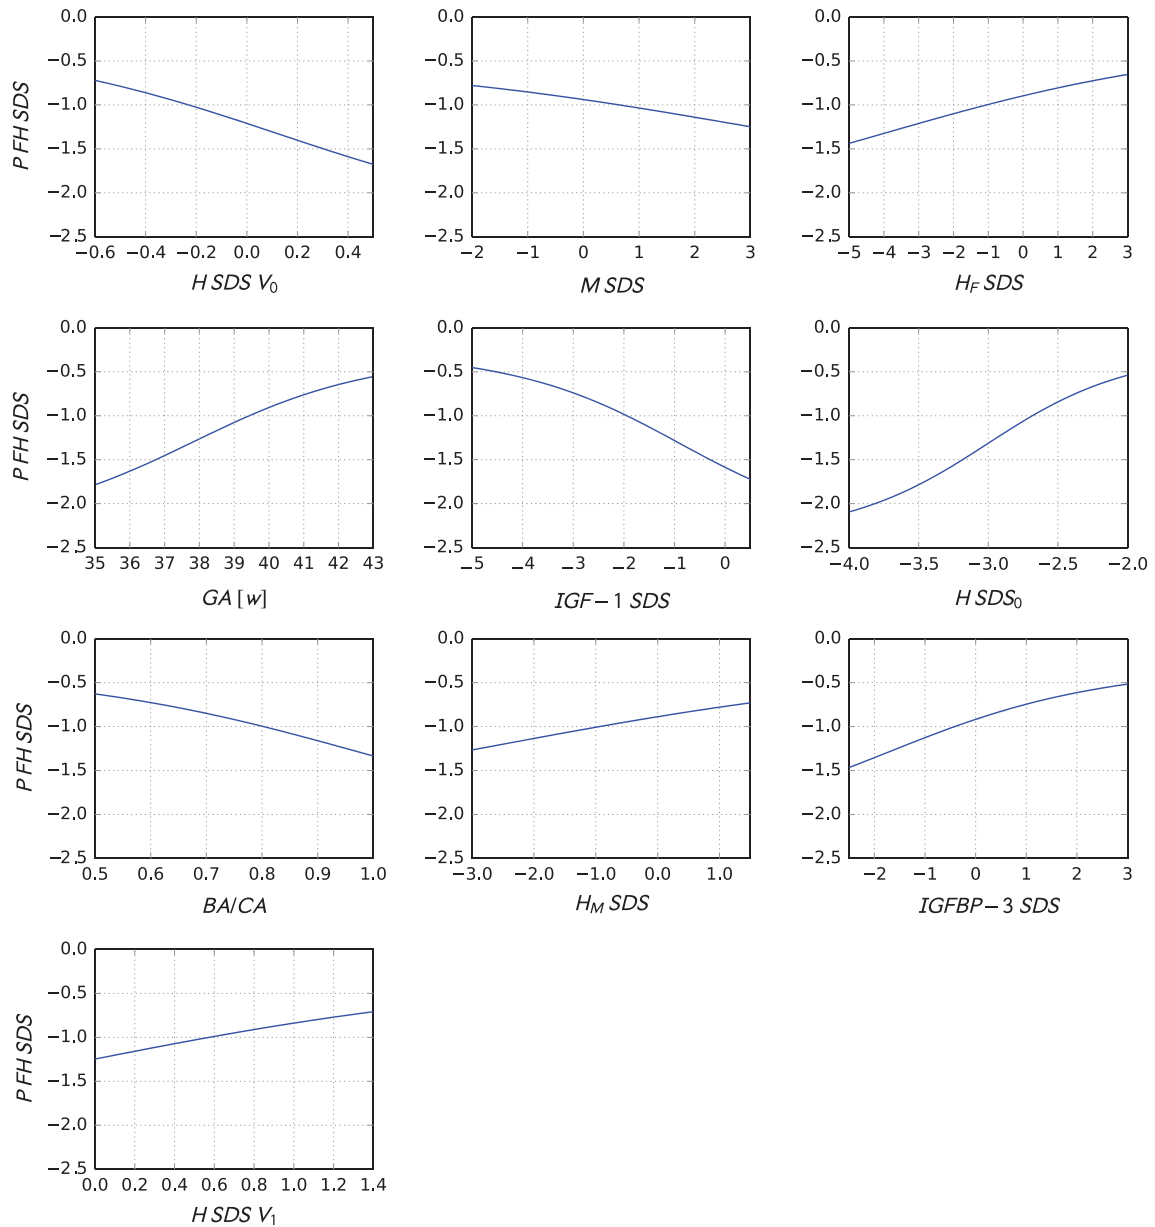 0.0 −0.5 −1.0 −1.5 −2.0 −2.5
P FH SDS
−0.6 −0.4 −0.2 0.0 0.2 0.4
H SDS V₀
0.0 −0.5 −1.0 −1.5 −2.0 −2.5
−2 −1 0 1 2 3
M SDS
0.0 −0.5 −1.0 −1.5 −2.0 −2.5
−5 −4 −3 −2 −1 0 1 2 3
H_F SDS
0.0 −0.5 −1.0 −1.5 −2.0 −2.5
P FH SDS
35 36 37 38 39 40 41 42 43
GA [w]
0.0 −0.5 −1.0 −1.5 −2.0 −2.5
−5 −4 −3 −2 −1 0
IGF−1 SDS
0.0 −0.5 −1.0 −1.5 −2.0 −2.5
−4.0 −3.5 −3.0 −2.5 −2.0
H SDS₀
0.0 −0.5 −1.0 −1.5 −2.0 −2.5
P FH SDS
0.5 0.6 0.7 0.8 0.9 1.0
BA/CA
0.0 −0.5 −1.0 −1.5 −2.0 −2.5
−3.0 −2.0 −1.0 0.0 1.0
H_M SDS
0.0 −0.5 −1.0 −1.5 −2.0 −2.5
−2 −1 0 1 2 3
IGFBP−3 SDS
0.0 −0.5 −1.0 −1.5 −2.0 −2.5
P FH SDS
0.0 0.2 0.4 0.6 0.8 1.0 1.2 1.4
H SDS V₁